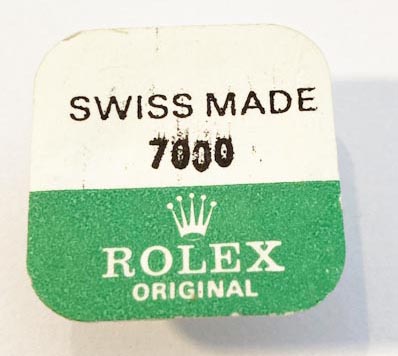 SWISS MADE
7000
ROLEX
ORIGINAL